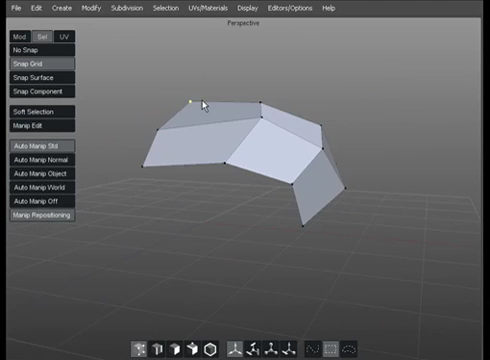 File Edit Create Modify Subdivision Selection UVs/Materials Display Editors/Options Help
Perspective
Mod Sel UV
No Snap
Snap Grid
Snap Surface
Snap Component
Soft Selection
Manip Edit
Auto Manip Std
Auto Manip Normal
Auto Manip Object
Auto Manip World
Auto Manip Off
Manip Repositioning